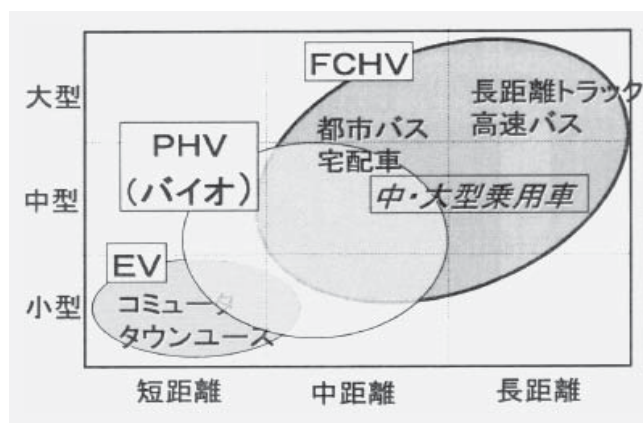 大型
中型
小型
FCHV
長距離トラック
高速バス
都市バス
宅配車
PHV
(バイオ)
中・大型乗用車
EV
コミュータ
タウンユース
短距離
中距離
長距離